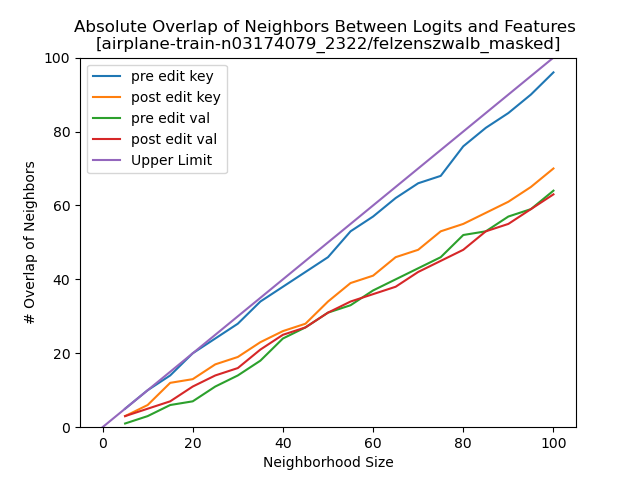 Absolute Overlap of Neighbors Between Logits and Features
[airplane-train-n03174079_2322/felzenszwalb_masked]
pre edit key
post edit key
pre edit val
post edit val
Upper Limit
# Overlap of Neighbors
100
80
60
40
20
0
0 20 40 60 80 100
Neighborhood Size